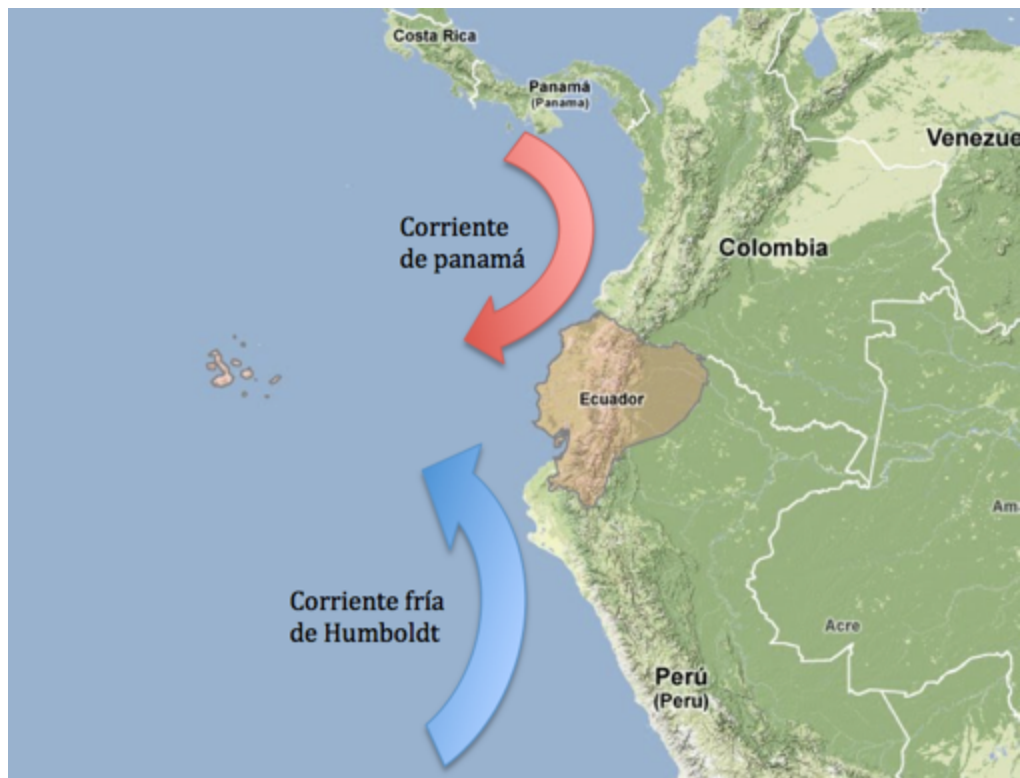 Costa Rica
Panamá
(Panama)
Venezue
Corriente
de panamá
Colombia
Ecuador
Am
Corriente fría
de Humboldt
Acre
Perú
(Peru)